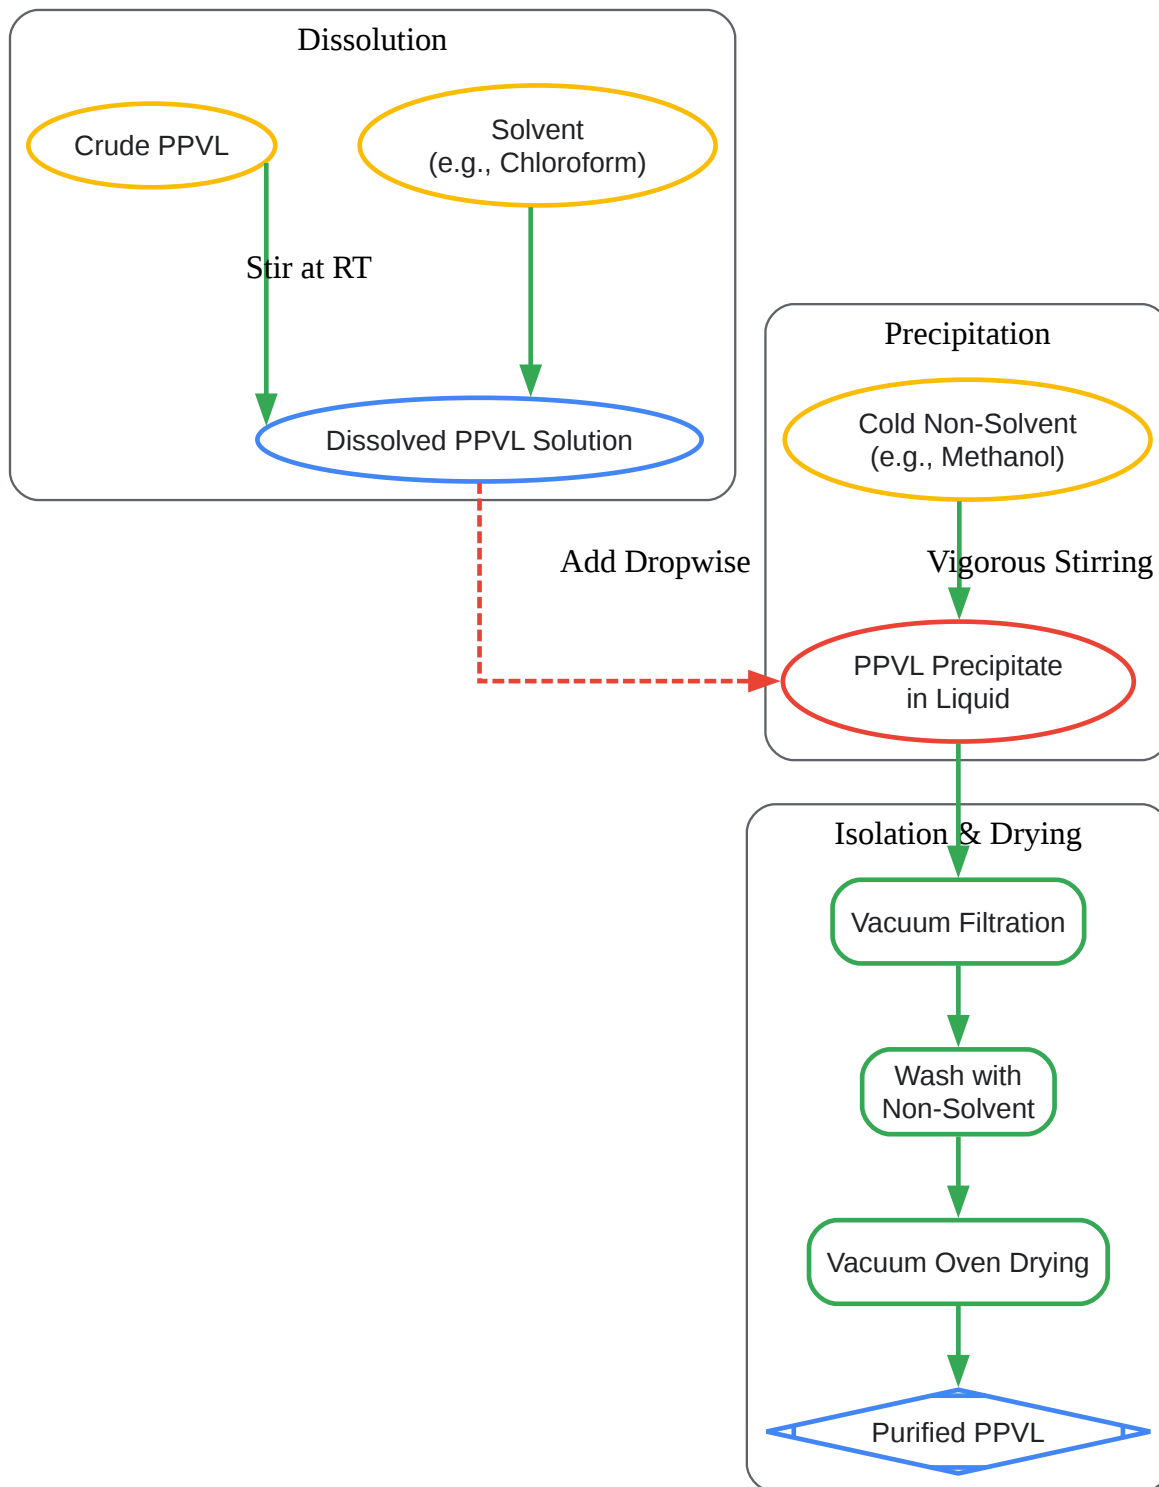 Dissolution
Crude PPVL
Solvent
(e.g., Chloroform)
Stir at RT
Dissolved PPVL Solution
Precipitation
Cold Non-Solvent
(e.g., Methanol)
Add Dropwise
Vigorous Stirring
PPVL Precipitate
in Liquid
Isolation & Drying
Vacuum Filtration
Wash with
Non-Solvent
Vacuum Oven Drying
Purified PPVL